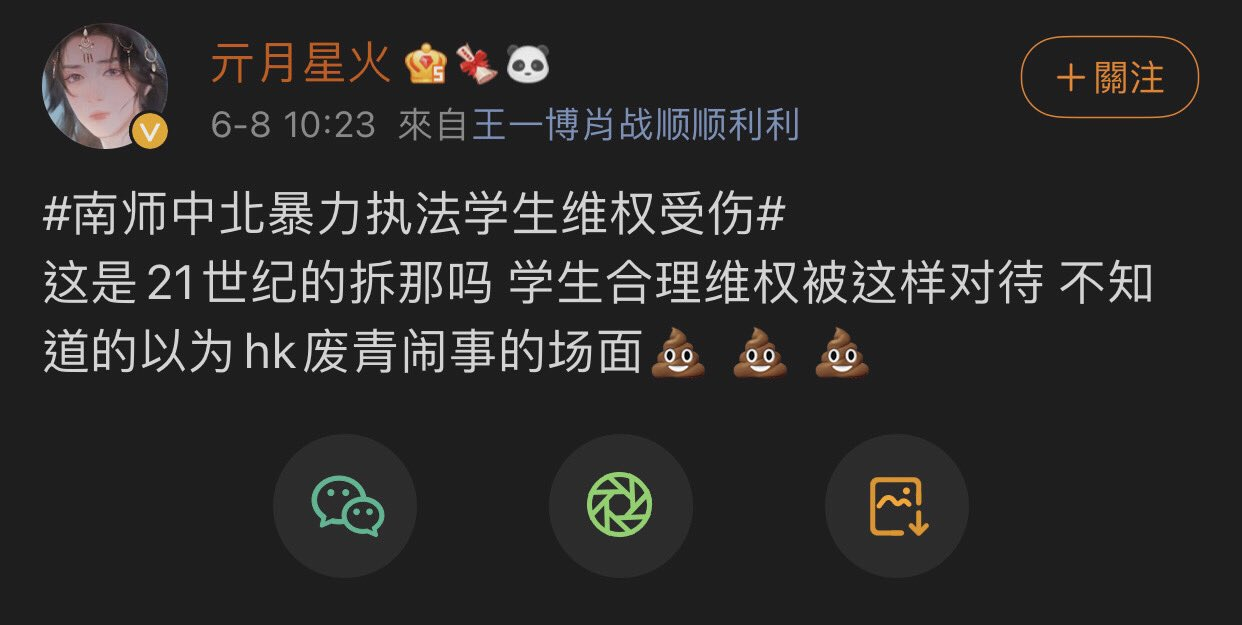 亓月星火
6-8 10:23 來自王一博肖战顺顺利利
＋關注
#南师中北暴力执法学生维权受伤#
这是21世纪的拆那吗 学生合理维权被这样对待 不知
道的以为hk废青闹事的场面💩 💩 💩